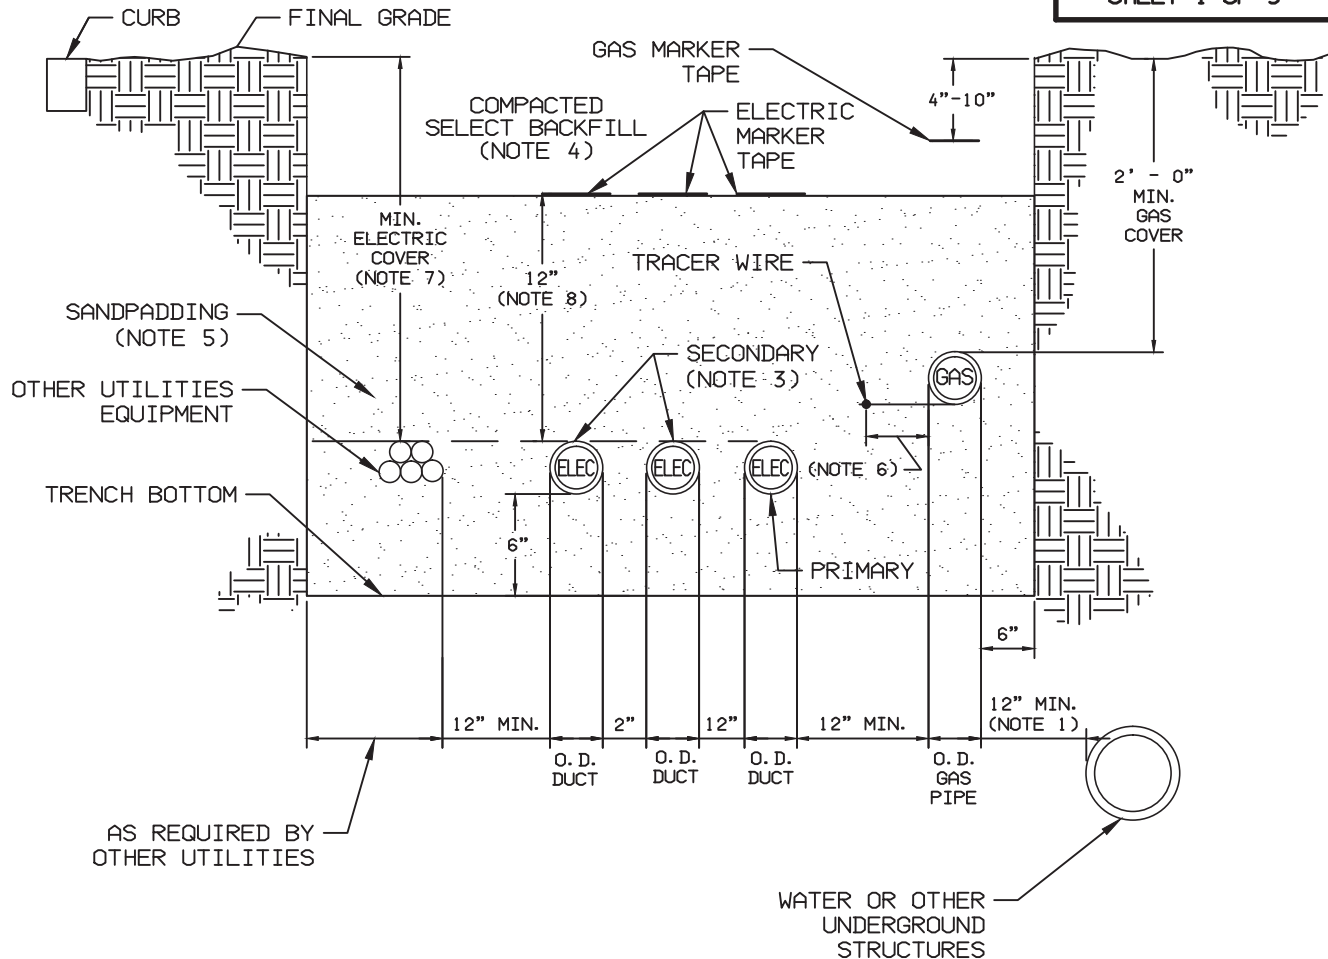 SHEET 1 OF 9
CURB
FINAL GRADE
GAS MARKER
TAPE
4”-10”
COMPACTED
SELECT BACKFILL
(NOTE 4)
ELECTRIC
MARKER
TAPE
2' - 0”
MIN.
GAS
COVER
MIN.
ELECTRIC
COVER
(NOTE 7)
12”
(NOTE 8)
TRACER WIRE
SANDPADDING
(NOTE 5)
SECONDARY
(NOTE 3)
GAS
OTHER UTILITIES
EQUIPMENT
ELEC
ELEC
ELEC
(NOTE 6)
TRENCH BOTTOM
6”
PRIMARY
6”
12” MIN.
2”
12”
12” MIN.
12” MIN.
(NOTE 1)
O.D.
DUCT
O.D.
DUCT
O.D.
DUCT
O.D.
GAS
PIPE
AS REQUIRED BY
OTHER UTILITIES
WATER OR OTHER
UNDERGROUND
STRUCTURES